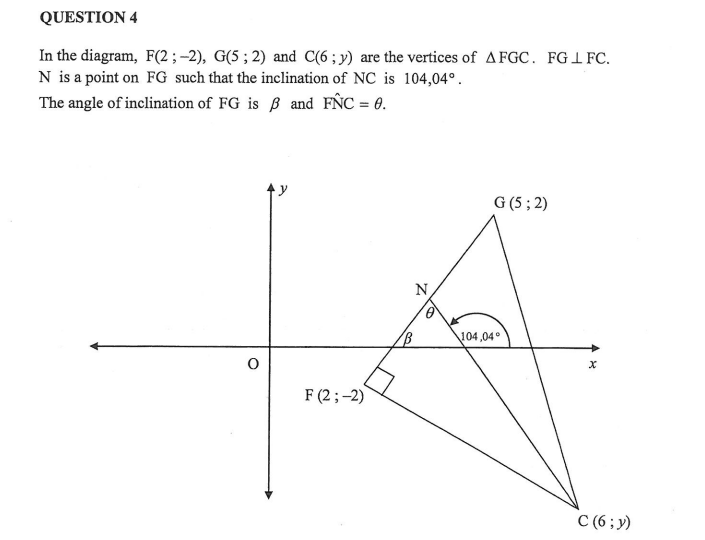 QUESTION 4
In the diagram, F(2 ; –2), G(5 ; 2) and C(6 ; y) are the vertices of ΔFGC. FG ⊥ FC.
N is a point on FG such that the inclination of NC is 104,04°.
The angle of inclination of FG is β and FN̂C = θ.
y
G (5 ; 2)
N
θ
β
104,04°
O
x
F (2 ; –2)
C (6 ; y)